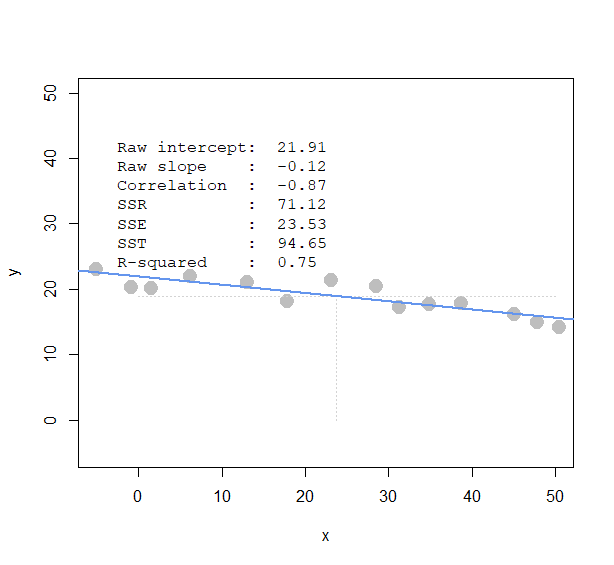 50
40
30
20
10
0
y
Raw intercept: 21.91
Raw slope : -0.12
Correlation : -0.87
SSR : 71.12
SSE : 23.53
SST : 94.65
R-squared : 0.75
0 10 20 30 40 50
x